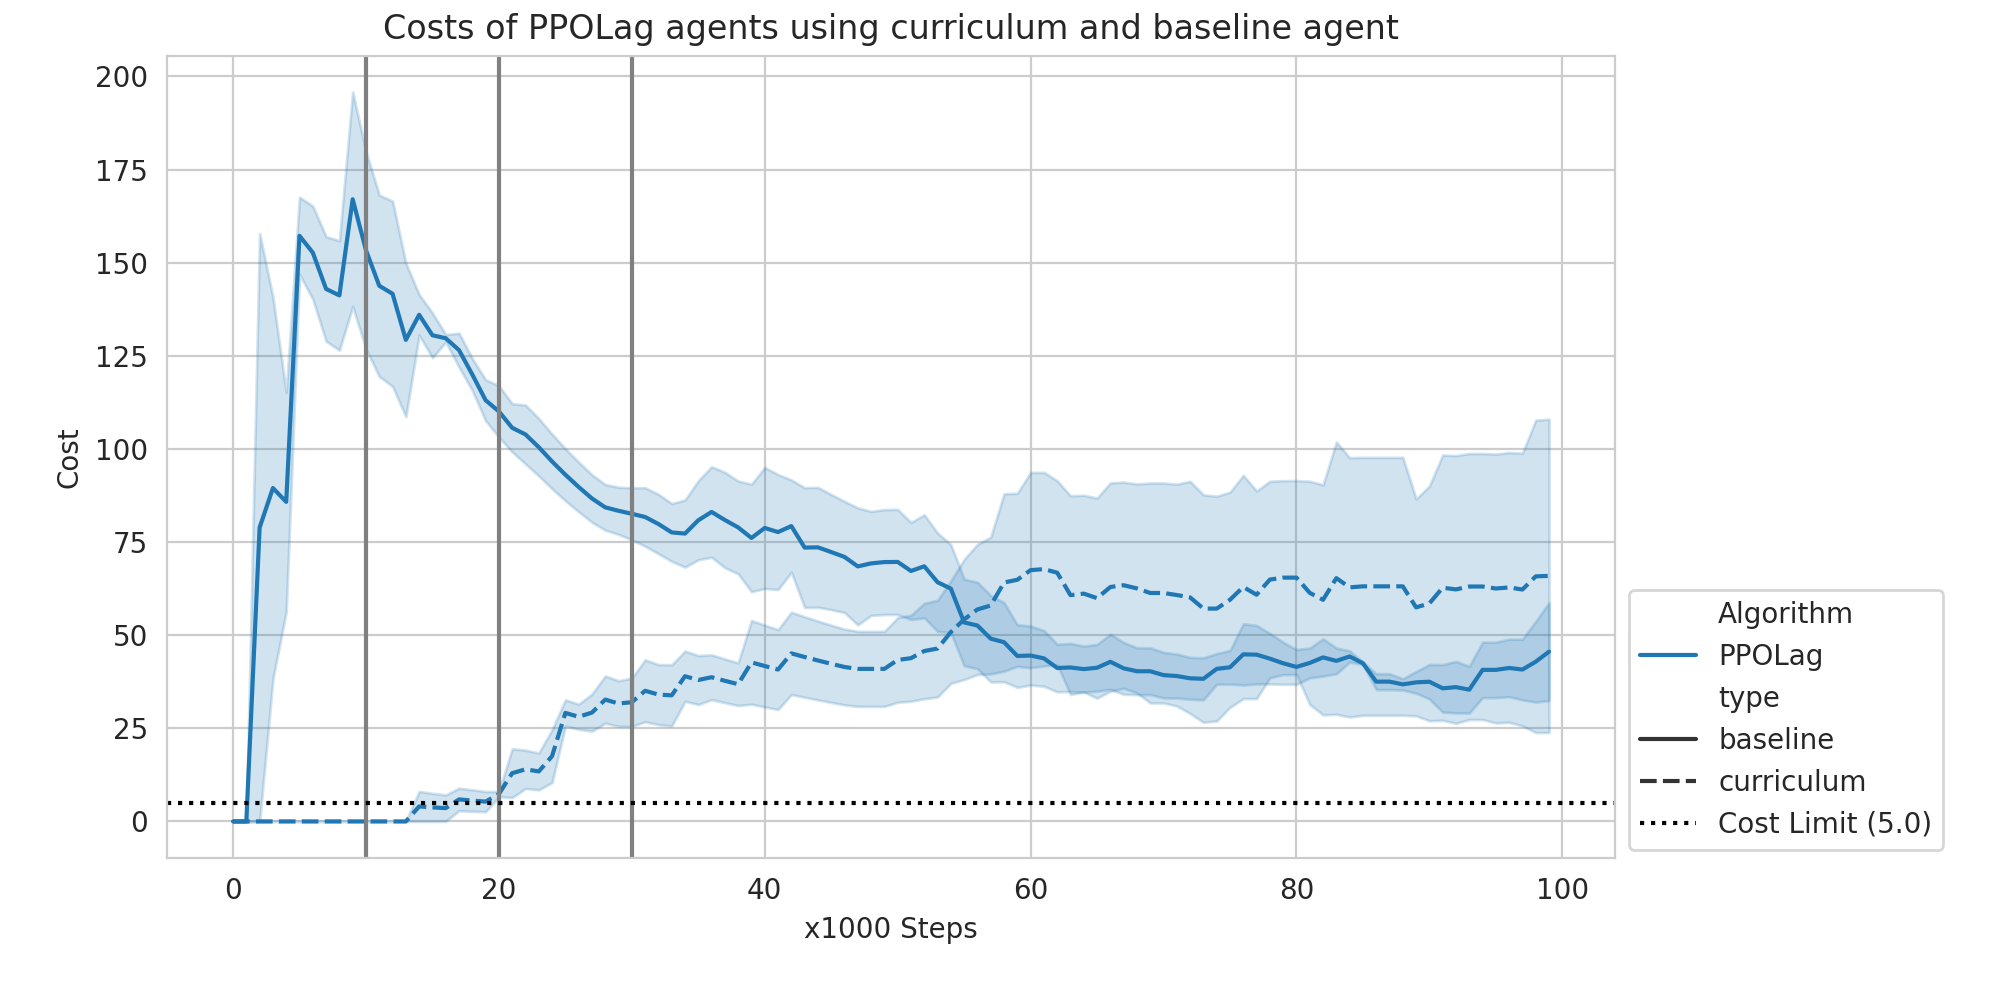 Costs of PPOLag agents using curriculum and baseline agent
200
175
150
125
100
75
50
25
0
Cost
0 20 40 60 80 100
x1000 Steps
Algorithm
PPOLag
type
baseline
curriculum
Cost Limit (5.0)